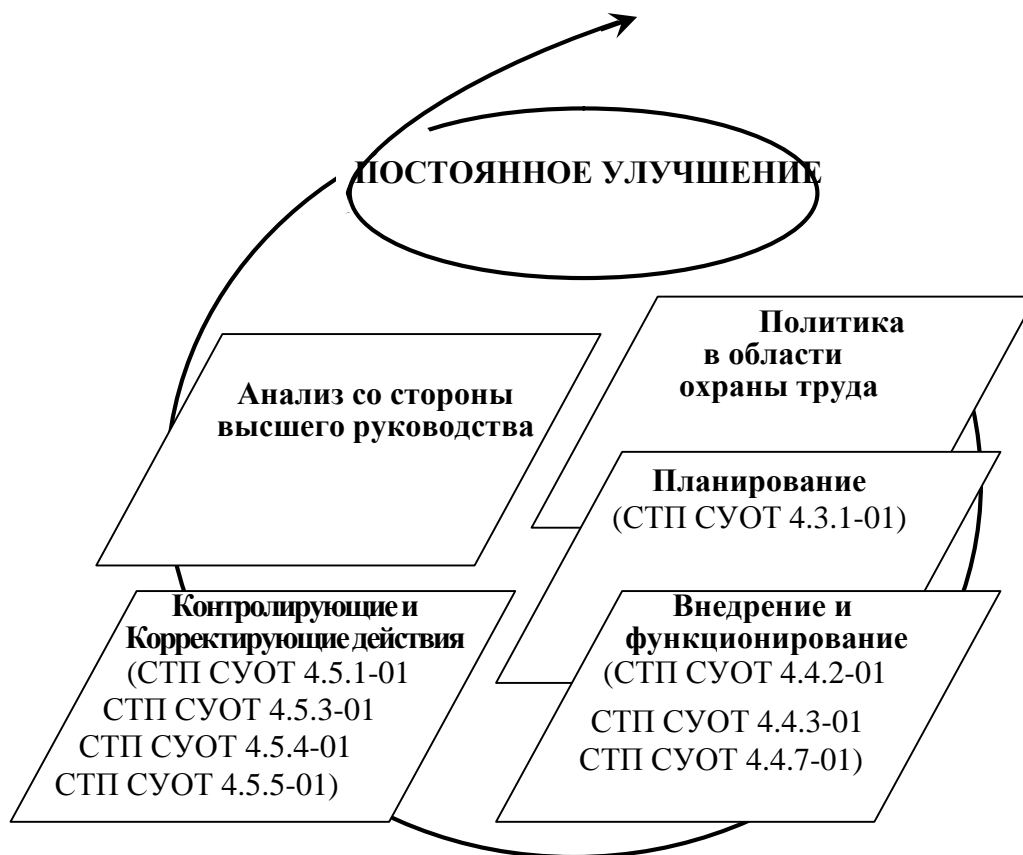 ПОСТОЯННОЕ УЛУЧШЕНИЕ
Политика
в области
охраны труда
Планирование
(СТП СУОТ 4.3.1-01)
Внедрение и
функционирование
(СТП СУОТ 4.4.2-01
СТП СУОТ 4.4.3-01
СТП СУОТ 4.4.7-01)
Контролирующие и
Корректирующие действия
(СТП СУОТ 4.5.1-01
СТП СУОТ 4.5.3-01
СТП СУОТ 4.5.4-01
СТП СУОТ 4.5.5-01)
Анализ со стороны
высшего руководства